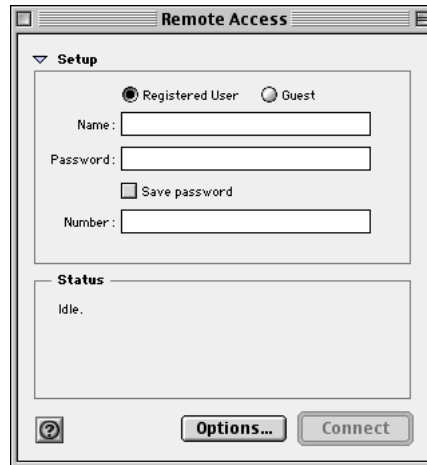 Remote Access
Setup
Registered User Guest
Name:
Password:
Save password
Number:
Status
Idle.
? Options... Connect